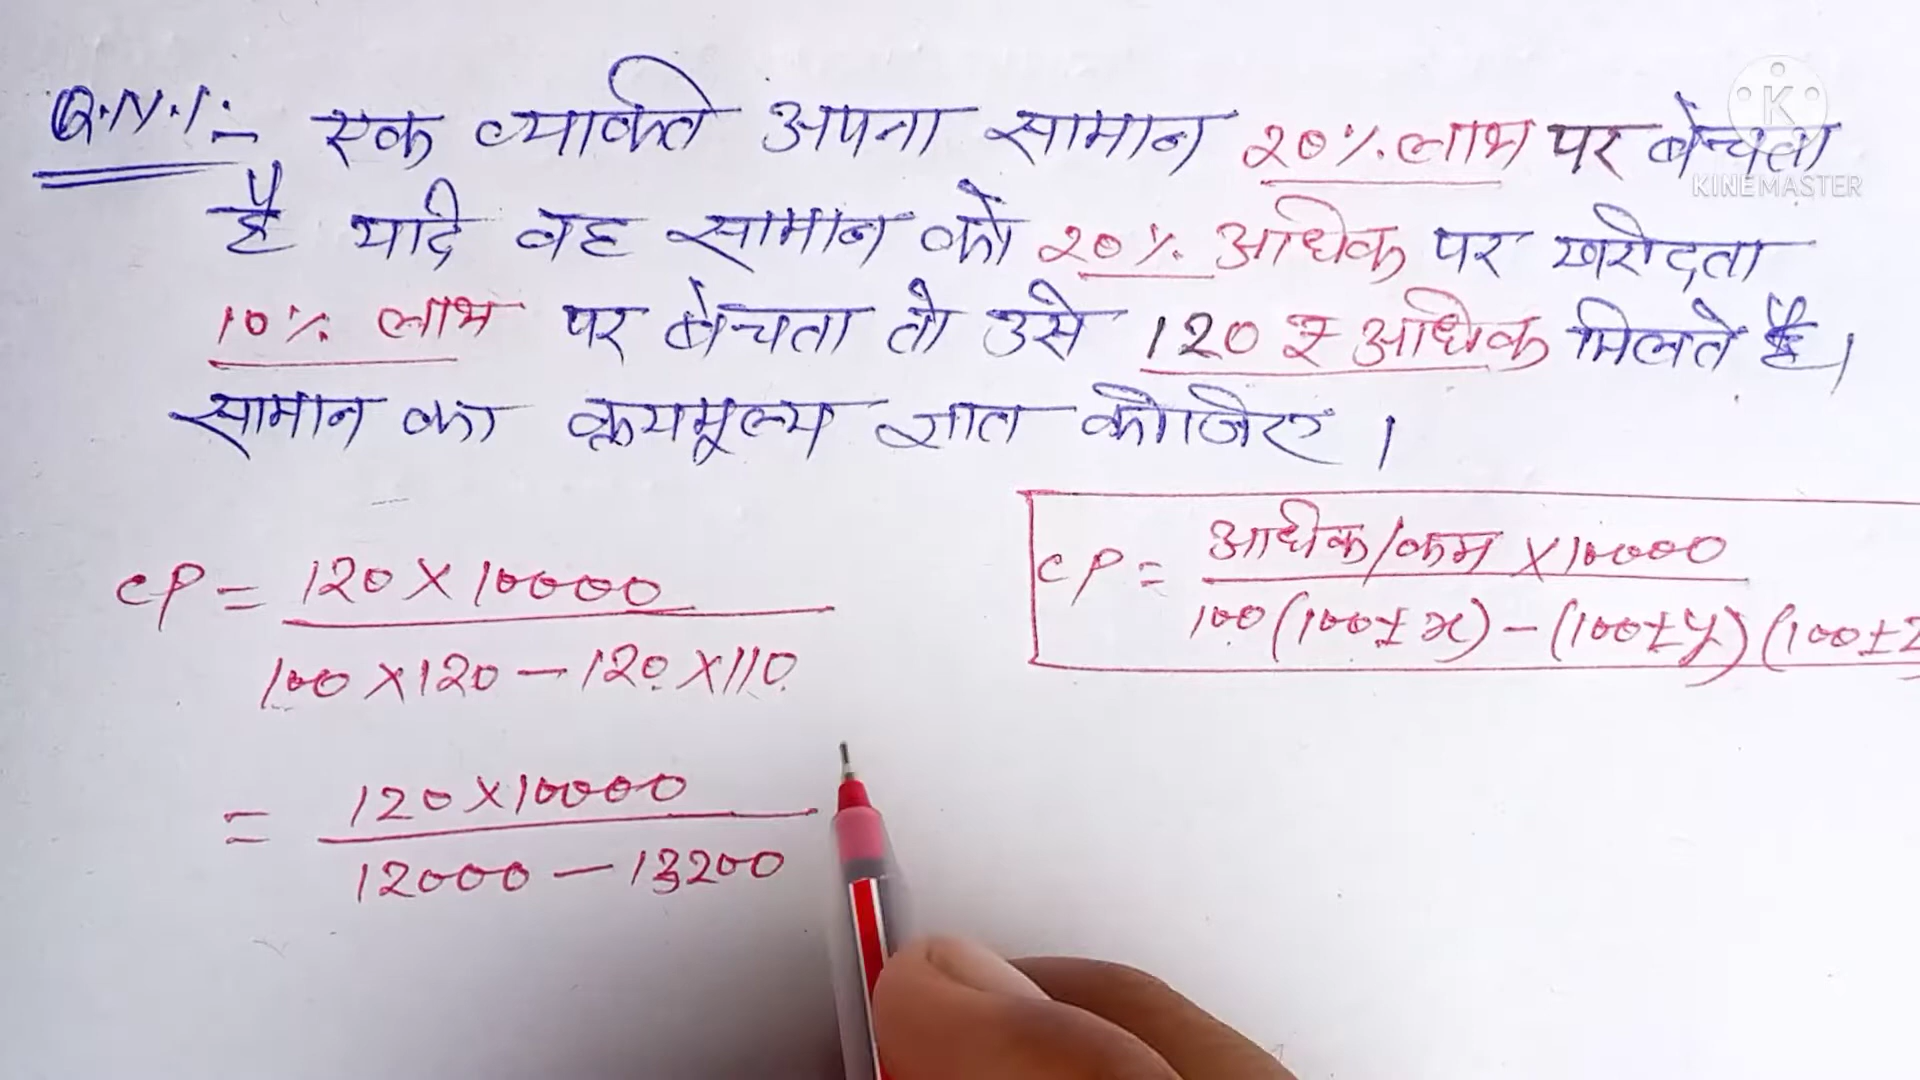 Q.N.1:- एक व्यक्ति अपना सामान 20% लाभ पर बेचता
है यदि वह सामान को 20% अधिक पर खरीदता
10% लाभ पर बेचता तो उसे 120 ₹ अधिक मिलते है।
सामान का क्रयमूल्य ज्ञात कीजिए।
CP = 120 × 10000 / 100 × 120 – 120 × 110
= 120 × 10000 / 12000 – 13200
CP = अधिक/कम × 10000 / 100 (100 ± x) – (100 ± y) (100 ± z
K
KINEMASTER